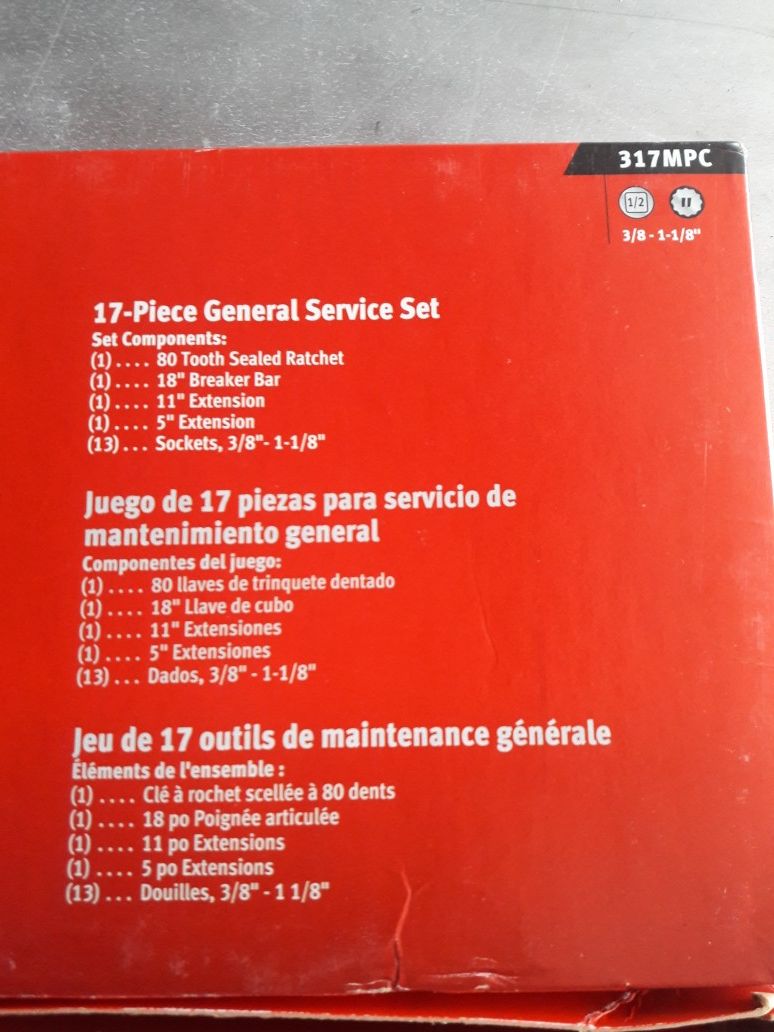 317MPC
1/2
3/8 - 1-1/8"
17-Piece General Service Set
Set Components:
(1) .... 80 Tooth Sealed Ratchet
(1) .... 18" Breaker Bar
(1) .... 11" Extension
(1) .... 5" Extension
(13) ... Sockets, 3/8"- 1-1/8"
Juego de 17 piezas para servicio de
mantenimiento general
Componentes del juego:
(1) .... 80 llaves de trinquete dentado
(1) .... 18" Llave de cubo
(1) .... 11" Extensiones
(1) .... 5" Extensiones
(13) ... Dados, 3/8" - 1-1/8"
Jeu de 17 outils de maintenance générale
Éléments de l'ensemble :
(1) .... Clé à rochet scellée à 80 dents
(1) .... 18 po Poignée articulée
(1) .... 11 po Extensions
(1) .... 5 po Extensions
(13) ... Douilles, 3/8" - 1 1/8"